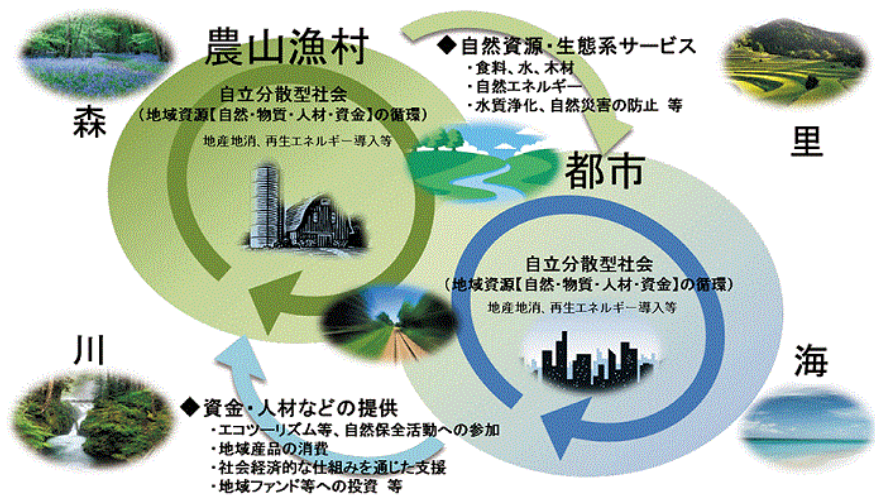 農山漁村
◆自然資源・生態系サービス
・食料、水、木材
・自然エネルギー
・水質浄化、自然災害の防止 等
森
自立分散型社会
（地域資源【自然・物質・人材・資金】の循環）
地産地消、再生エネルギー導入等
里
都市
自立分散型社会
（地域資源【自然・物質・人材・資金】の循環）
地産地消、再生エネルギー導入等
川
海
◆資金・人材などの提供
・エコツーリズム等、自然保全活動への参加
・地域産品の消費
・社会経済的な仕組みを通じた支援
・地域ファンド等への投資 等